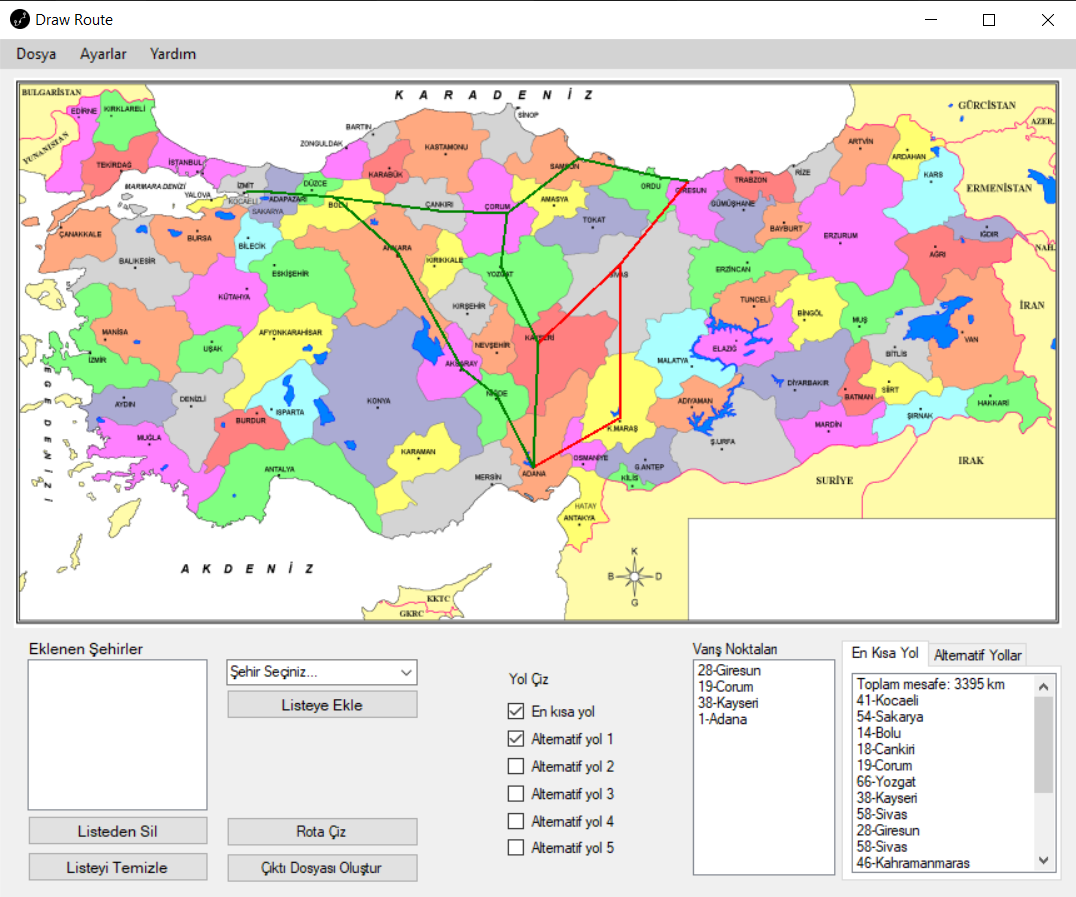 Draw Route
Dosya Ayarlar Yardım
K A R A D E N İ Z
BULGARİSTAN
YUNANİSTAN
GÜRCİSTAN
AZER.
ERMENİSTAN
NAH.
İRAN
IRAK
SURİYE
EDİRNE
KIRKLARELİ
TEKİRDAĞ
İSTANBUL
MARMARA DENİZİ
YALOVA
İZMİT
KOCAELİ
ADAPAZARI
SAKARYA
DÜZCE
BOLU
ZONGULDAK
BARTIN
KARABÜK
KASTAMONU
SİNOP
ÇANKIRI
ÇORUM
SAMSUN
AMASYA
ORDU
TOKAT
GİRESUN
TRABZON
RİZE
ARTVİN
ARDAHAN
KARS
GÜMÜŞHANE
BAYBURT
ERZURUM
IĞDIR
AĞRI
ERZİNCAN
ÇANAKKALE
BALIKESİR
BURSA
BİLECİK
ESKİŞEHİR
KÜTAHYA
ANKARA
KIRIKKALE
YOZGAT
SİVAS
KIRŞEHİR
NEVŞEHİR
KAYSERİ
TUNCELİ
BİNGÖL
MUŞ
VAN
BİTLİS
ELAZIĞ
MALATYA
DİYARBAKIR
BATMAN
SİİRT
HAKKARİ
ŞIRNAK
MARDİN
ADIYAMAN
Ş.URFA
MANİSA
İZMİR
UŞAK
AFYONKARAHİSAR
AYDIN
DENİZLİ
ISPARTA
BURDUR
MUĞLA
ANTALYA
KONYA
AKSARAY
NİĞDE
KARAMAN
MERSİN
ADANA
K.MARAŞ
OSMANİYE
G.ANTEP
KİLİS
HATAY
ANTAKYA
E G E D E N İ Z İ
A K D E N İ Z
KKTC
GKRC
K
B D
G
Eklenen Şehirler
Şehir Seçiniz...
Listeye Ekle
Listeden Sil
Listeyi Temizle
Rota Çiz
Çıktı Dosyası Oluştur
Yol Çiz
En kısa yol
Alternatif yol 1
Alternatif yol 2
Alternatif yol 3
Alternatif yol 4
Alternatif yol 5
Varış Noktaları
28-Giresun
19-Corum
38-Kayseri
1-Adana
En Kısa Yol Alternatif Yollar
Toplam mesafe: 3395 km
41-Kocaeli
54-Sakarya
14-Bolu
18-Cankiri
19-Corum
66-Yozgat
38-Kayseri
58-Sivas
28-Giresun
58-Sivas
46-Kahramanmaras